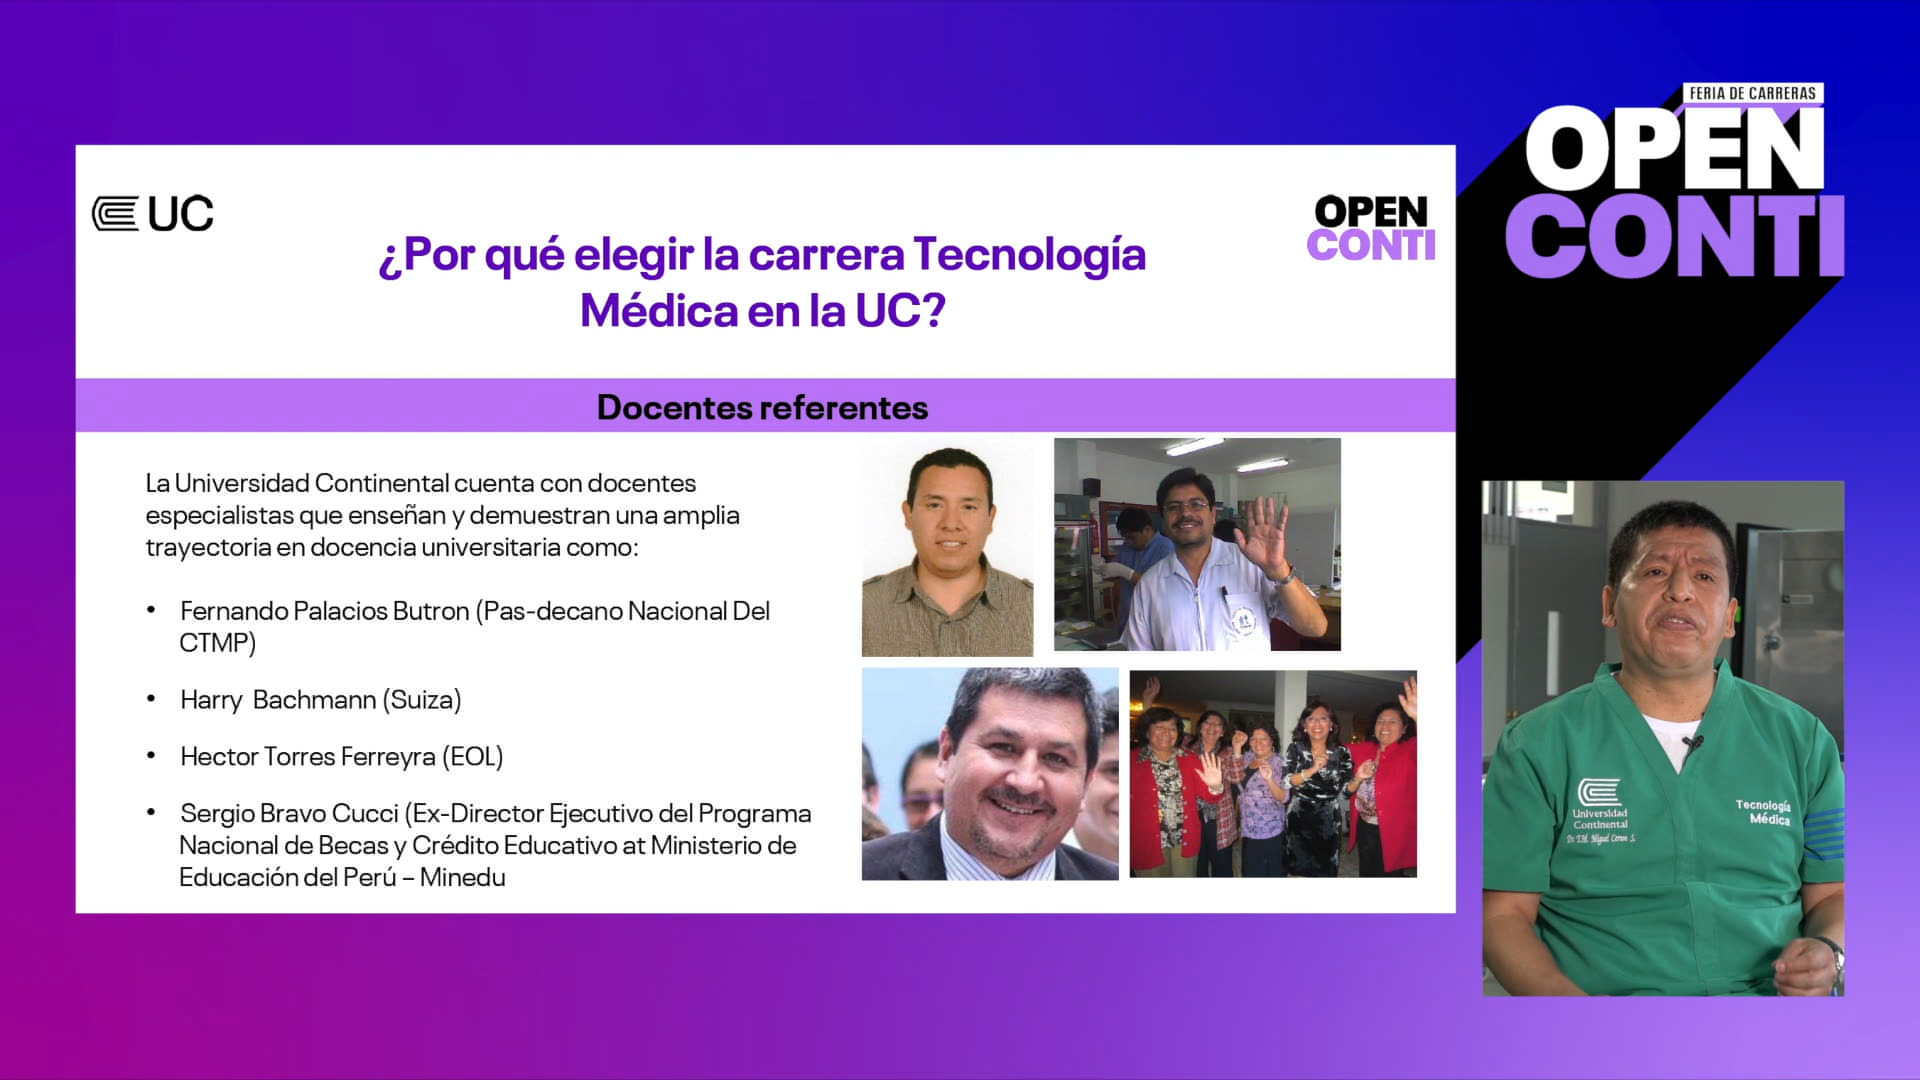 FERIA DE CARRERAS
OPEN
CONTI
UC
OPEN
CONTI
¿Por qué elegir la carrera Tecnología
Médica en la UC?
Docentes referentes
La Universidad Continental cuenta con docentes
especialistas que enseñan y demuestran una amplia
trayectoria en docencia universitaria como:
• Fernando Palacios Butron (Pas-decano Nacional Del
CTMP)
• Harry Bachmann (Suiza)
• Hector Torres Ferreyra (EOL)
• Sergio Bravo Cucci (Ex-Director Ejecutivo del Programa
Nacional de Becas y Crédito Educativo at Ministerio de
Educación del Perú – Minedu
Universidad
Continental
Tecnología
Médica